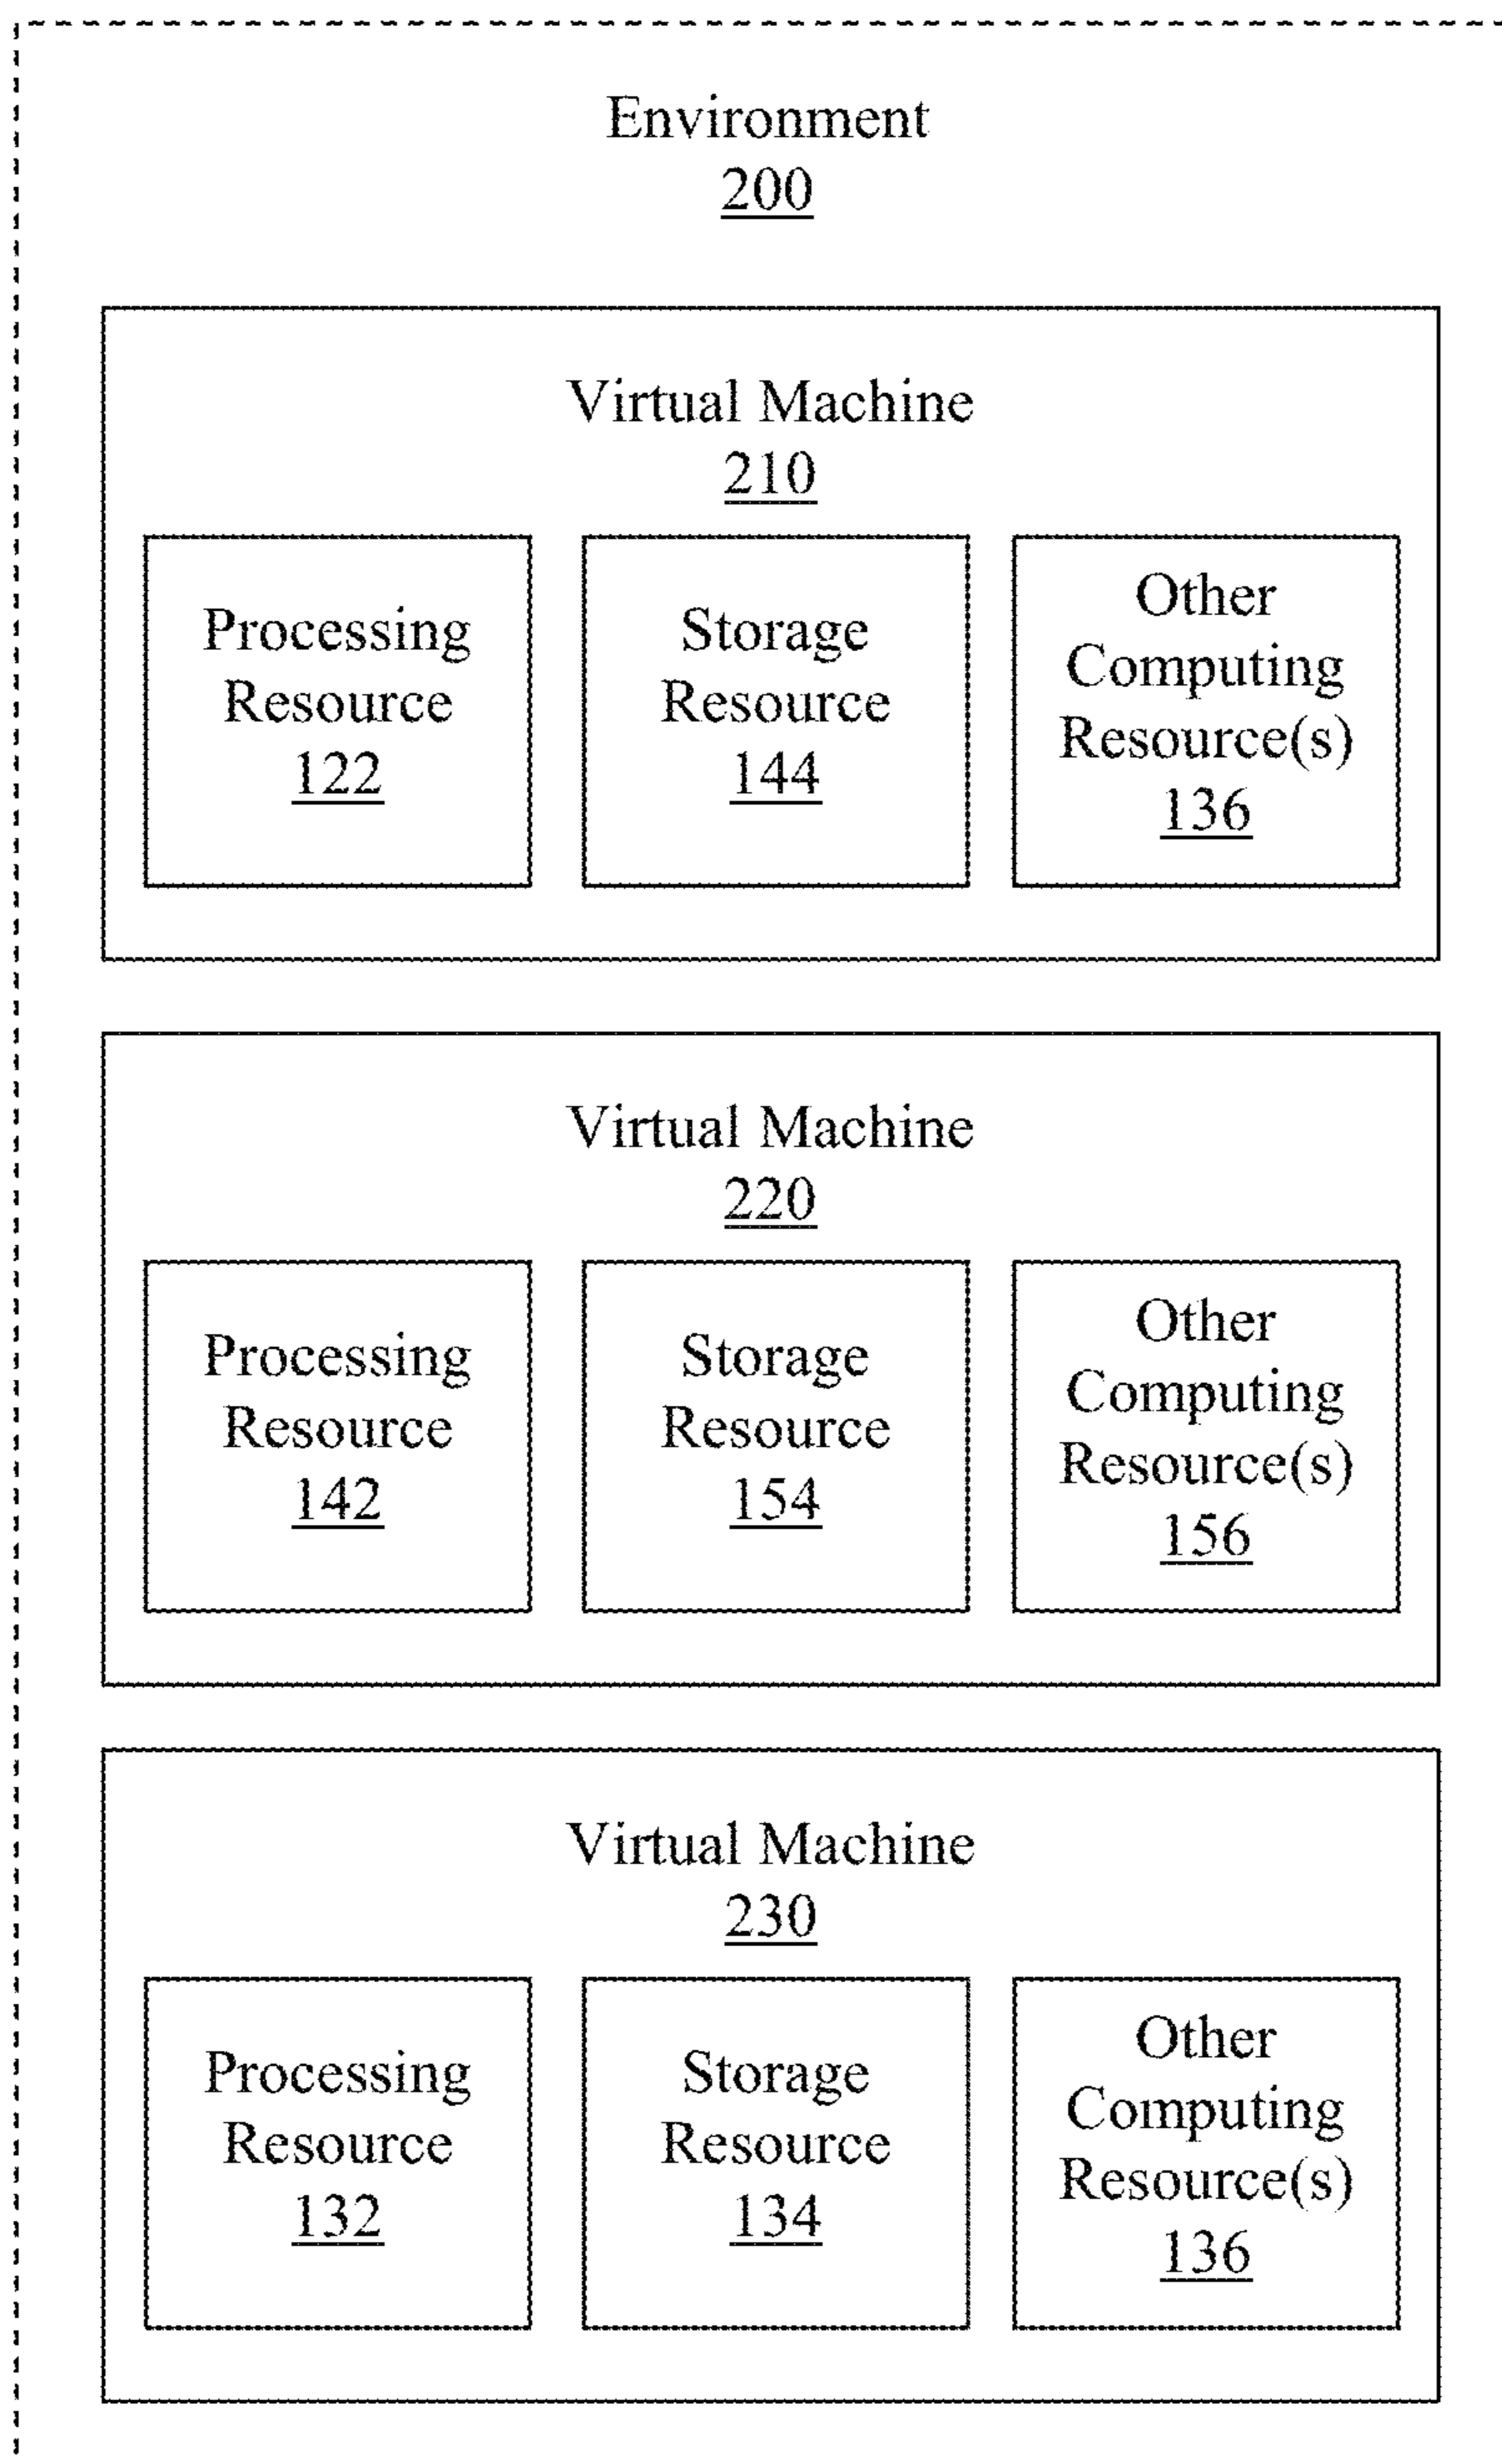 Environment
200
Virtual Machine
210
Processing
Resource
122
Storage
Resource
144
Other
Computing
Resource(s)
136
Virtual Machine
220
Processing
Resource
142
Storage
Resource
154
Other
Computing
Resource(s)
156
Virtual Machine
230
Processing
Resource
132
Storage
Resource
134
Other
Computing
Resource(s)
136